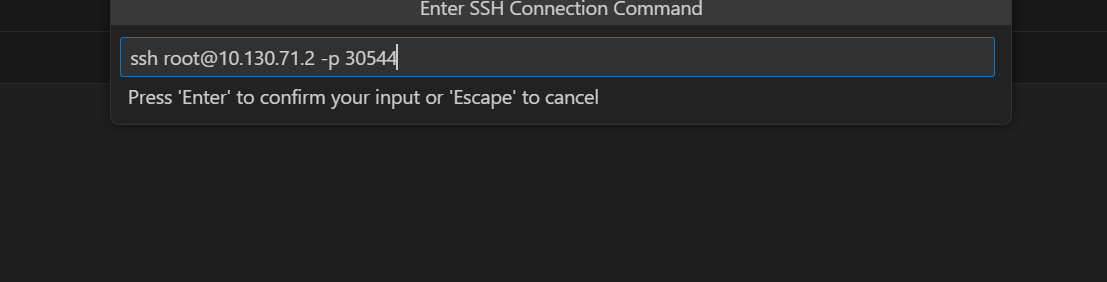 Enter SSH Connection Command
ssh root@10.130.71.2 -p 30544
Press 'Enter' to confirm your input or 'Escape' to cancel